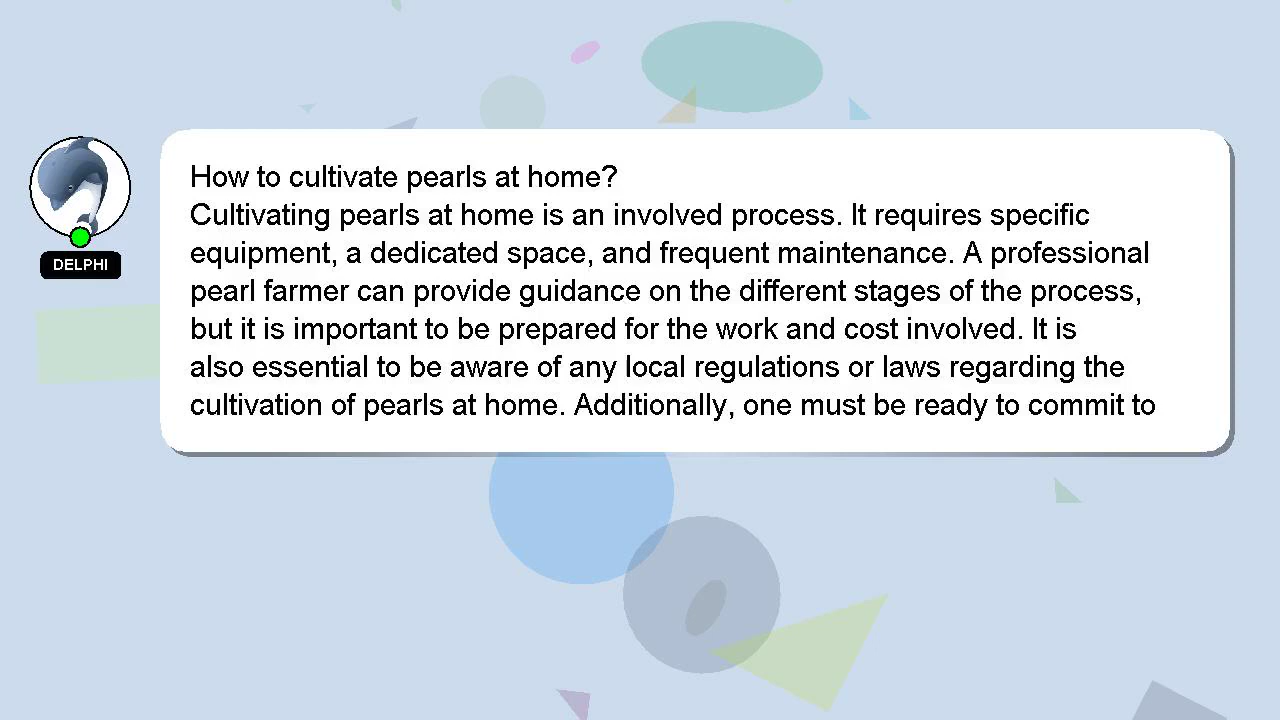 How to cultivate pearls at home?
Cultivating pearls at home is an involved process. It requires specific
equipment, a dedicated space, and frequent maintenance. A professional
pearl farmer can provide guidance on the different stages of the process,
but it is important to be prepared for the work and cost involved. It is
also essential to be aware of any local regulations or laws regarding the
cultivation of pearls at home. Additionally, one must be ready to commit to
DELPHI